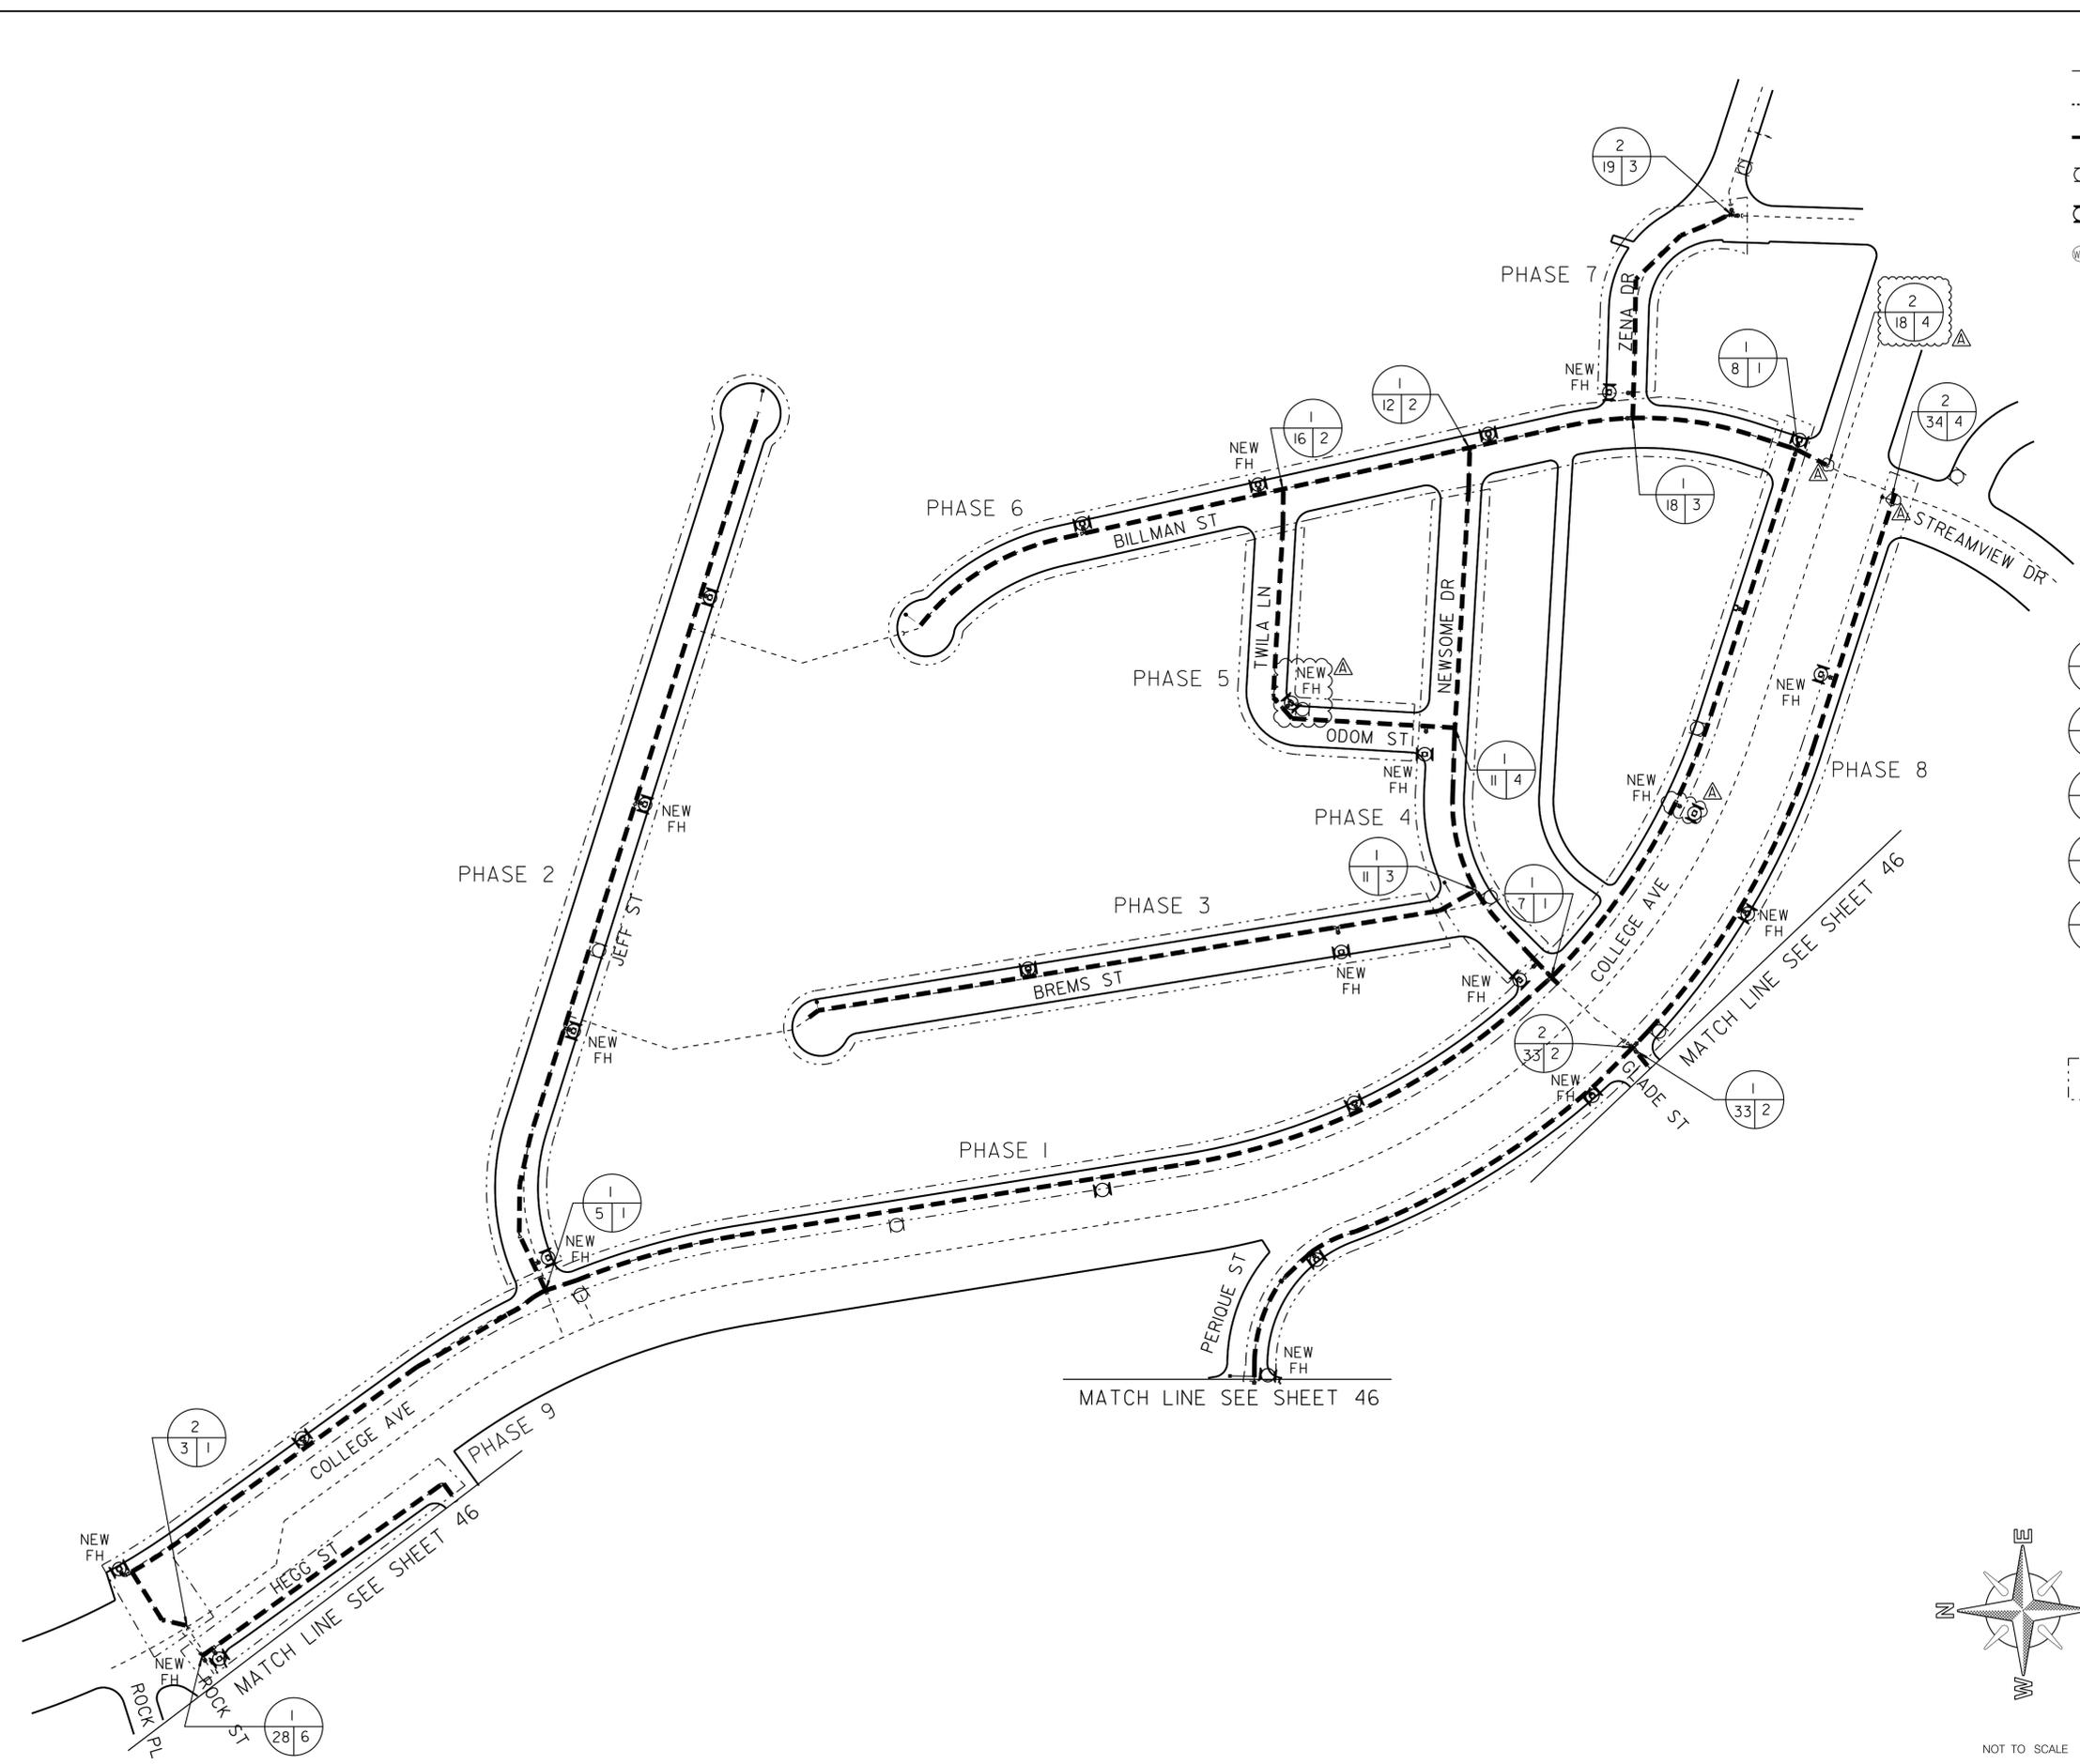 2
19 3
PHASE 7
ZENA DR
2
18 4
A
1
8 1
NEW
FH
1
12 2
2
34 4
1
16 2
NEW
FH
A
1
18 3
PHASE 6
BILLMAN ST
A
STREAMVIEW DR
TWILA LN
NEWSOME DR
PHASE 5
NEW
FH
A
NEW
FH
ODOM ST
1
11 4
NEW
FH
PHASE 8
NEW
FH
A
PHASE 4
NEW
FH
PHASE 2
1
11 3
1
7 1
PHASE 3
NEW
FH
COLLEGE AVE
MATCH LINE SEE SHEET 46
JEFF ST
BREMS ST
NEW
FH
NEW
FH
NEW
FH
2
33 2
NEW
FH
GLADE ST
1
33 2
PHASE 1
1
5 1
NEW
FH
PERIQUE ST
NEW
FH
MATCH LINE SEE SHEET 46
2
3 1
COLLEGE AVE
PHASE 9
NEW
FH
HEGG ST
MATCH LINE SEE SHEET 46
NEW
FH
ROCK PL
ROCK ST
1
28 6
E
N
W
NOT TO SCALE